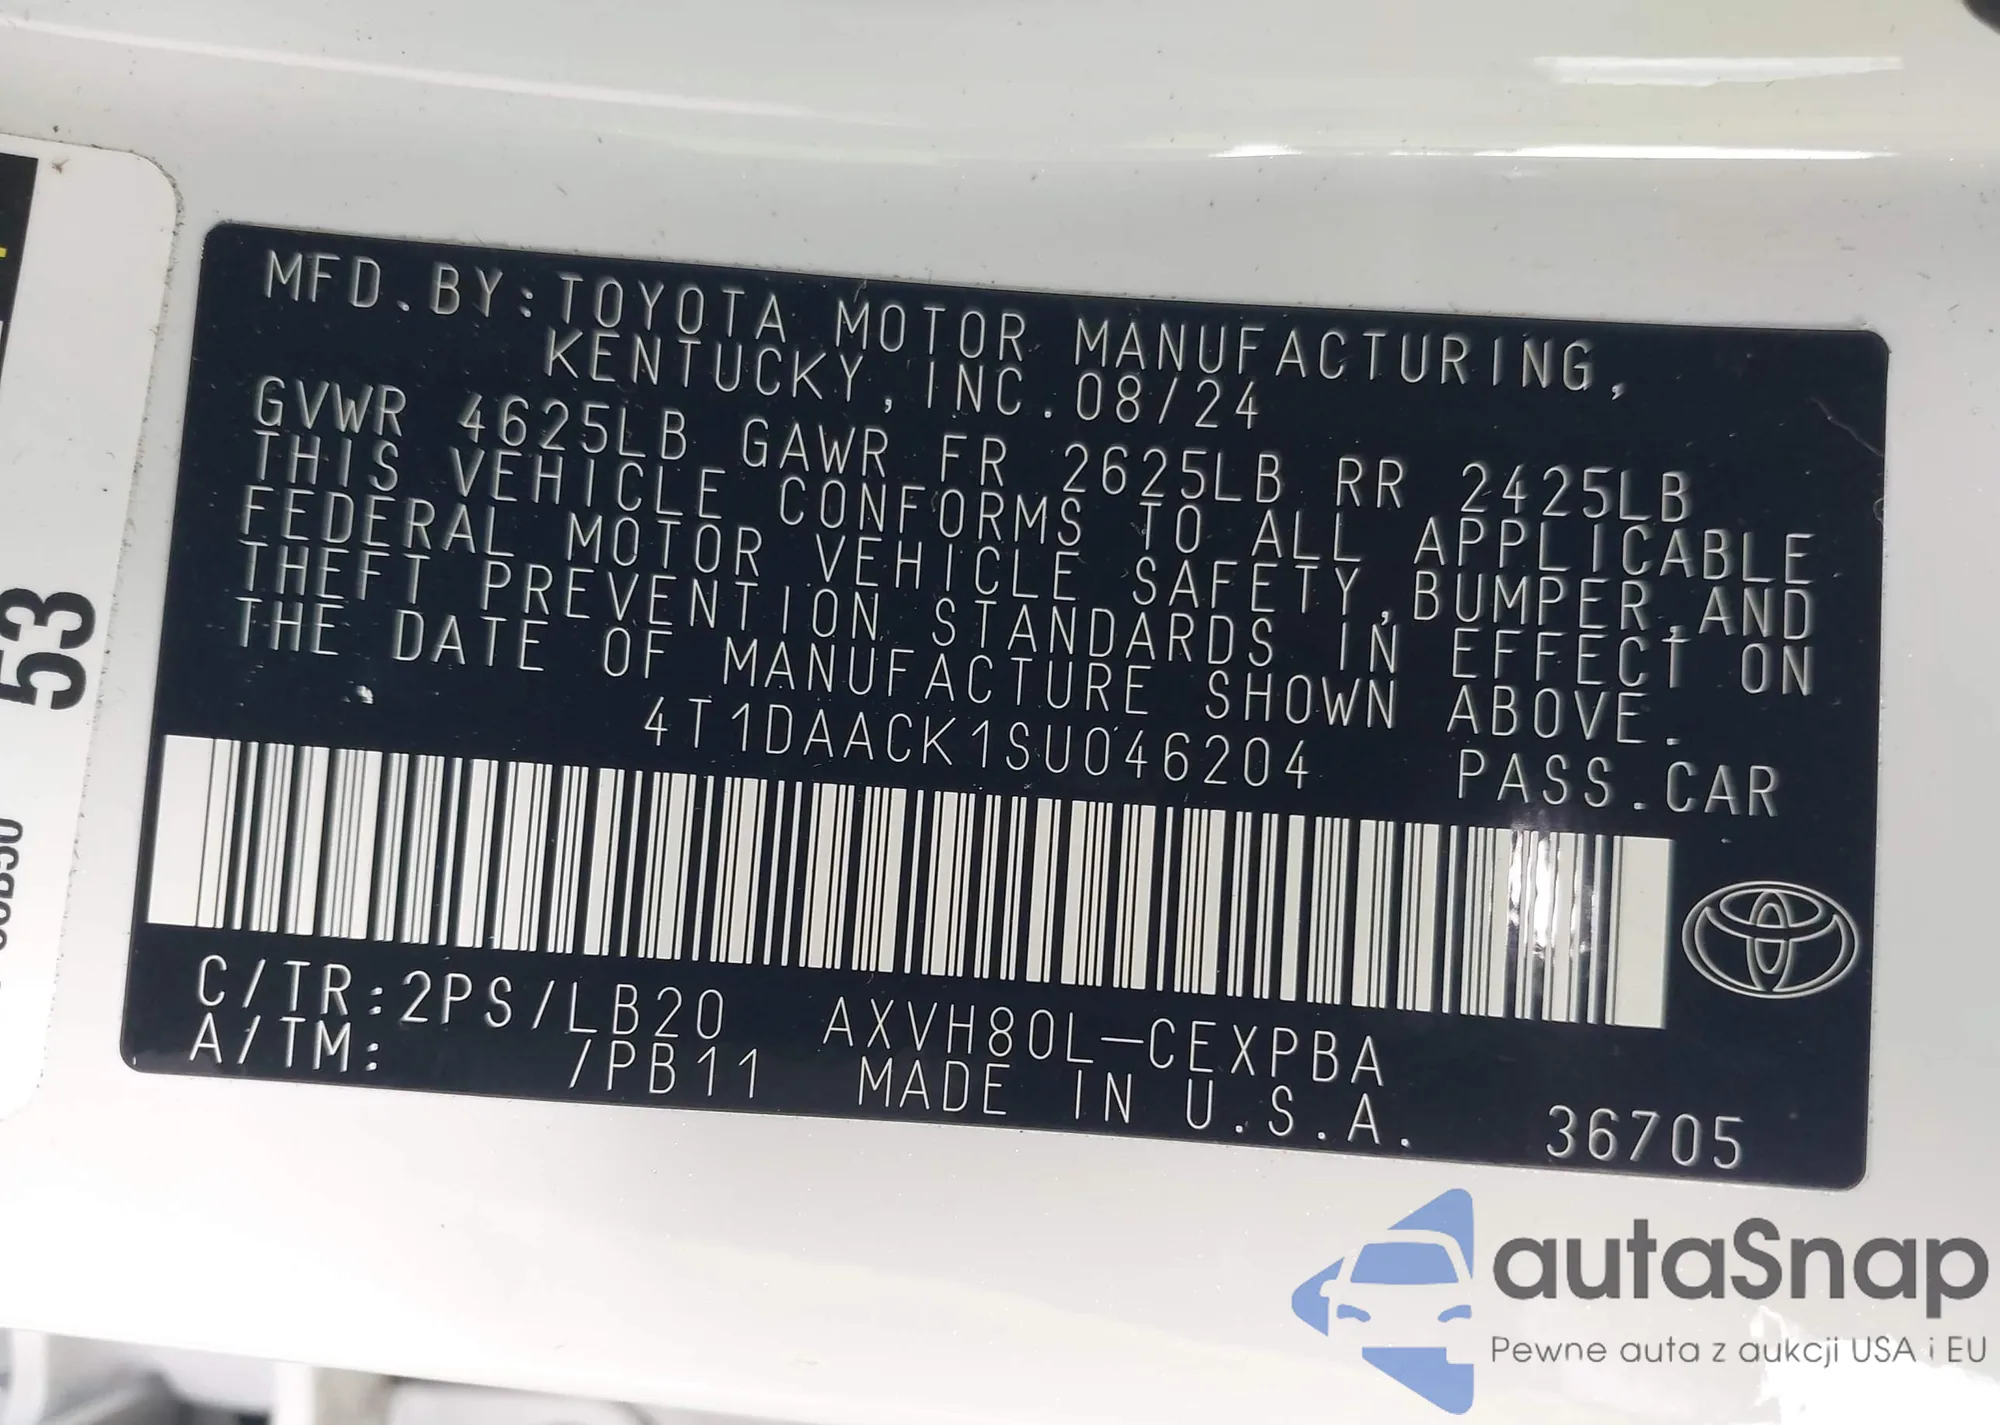 MFD. BY: TOYOTA MOTOR MANUFACTURING,
KENTUCKY, INC. 08/24
GVWR 4625LB GAWR FR 2625LB RR 2425LB
THIS VEHICLE CONFORMS TO ALL APPLICABLE
FEDERAL MOTOR VEHICLE SAFETY, BUMPER, AND
THEFT PREVENTION STANDARDS IN EFFECT ON
THE DATE OF MANUFACTURE SHOWN ABOVE.
4T1DAACK1SU046204 PASS. CAR
C/TR: 2PS/LB20 AXVH80L-CEXPBA
A/TM: /PB11 MADE IN U.S.A. 36705
53
autaSnap
Pewne auta z aukcji USA i EU